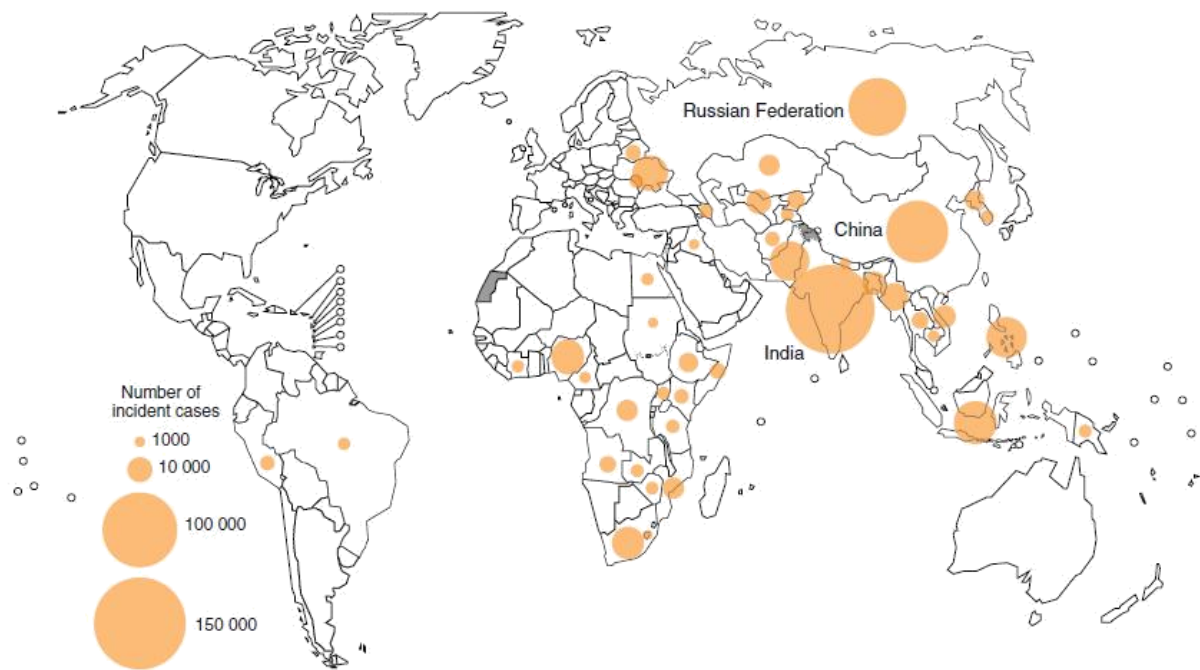 Russian Federation
China
India
Number of
incident cases
1000
10 000
100 000
150 000